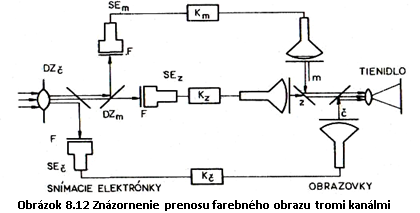 SEm
Km
F
DZč
SEz
Kz
m
TIENIDLO
DZm
F
z
F
č
SEč
Kč
SNÍMACIE ELEKTRÓNKY
OBRAZOVKY
Obrázok 8.12 Znázornenie prenosu farebného obrazu tromi kanálmi